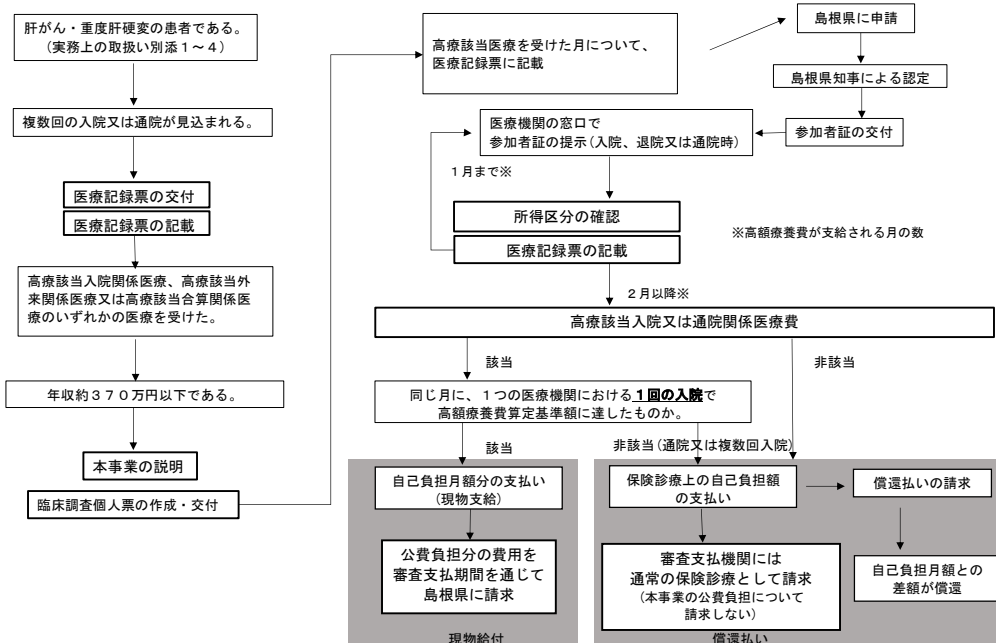 肝がん・重度肝硬変の患者である。
(実務上の取扱い別添１～４)
複数回の入院又は通院が見込まれる。
医療記録票の交付
医療記録票の記載
高療該当入院関係医療、高療該当外
来関係医療又は高療該当合算関係医
療のいずれかの医療を受けた。
年収約３７０万円以下である。
本事業の説明
臨床調査個人票の作成・交付
高療該当医療を受けた月について、
医療記録票に記載
島根県に申請
島根県知事による認定
参加者証の交付
医療機関の窓口で
参加者証の提示(入院、退院又は通院時)
１月まで※
所得区分の確認
医療記録票の記載
※高額療養費が支給される月の数
２月以降※
高療該当入院又は通院関係医療費
該当
非該当
同じ月に、１つの医療機関における１回の入院で
高額療養費算定基準額に達したものか。
該当
非該当(通院又は複数回入院)
自己負担月額分の支払い
(現物支給)
公費負担分の費用を
審査支払期間を通じて
島根県に請求
現物給付
保険診療上の自己負担額
の支払い
審査支払機関には
通常の保険診療として請求
(本事業の公費負担について
請求しない)
償還払いの請求
自己負担月額との
差額が償還
償還払い